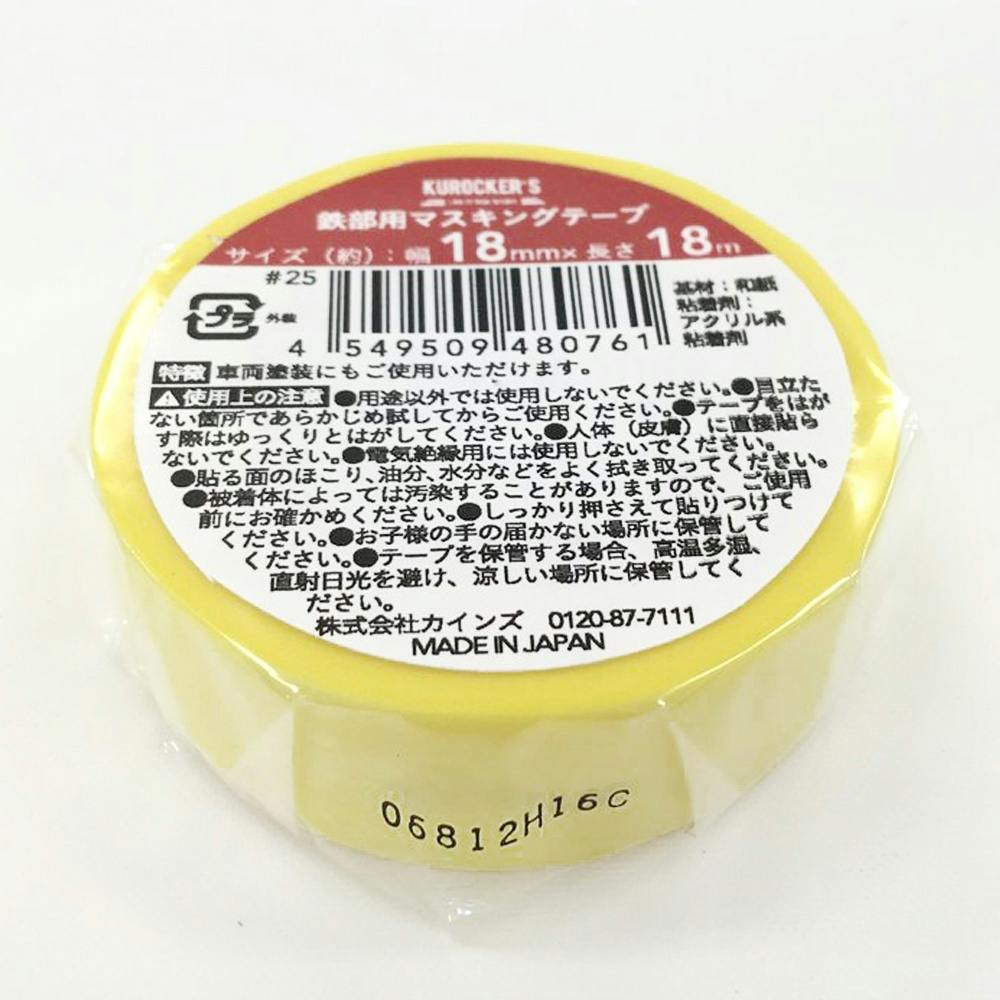 KUROCKER'S
鉄部用マスキングテープ
サイズ（約）：幅18mm×長さ18m
#25
プラ 外装
4 549509 480761
基材：和紙
粘着剤：
アクリル系
粘着剤
特徴 車両塗装にもご使用いただけます。
⚠使用上の注意 ●用途以外では使用しないでください。●目立た
ない箇所であらかじめ試してからご使用ください。●テープをはが
す際はゆっくりとはがしてください。●人体（皮膚）に直接貼ら
ないでください。●電気絶縁用には使用しないでください。
●貼る面のほこり、油分、水分などをよく拭き取ってください。
●被着体によっては汚染することがありますので、ご使用
前にお確かめください。●しっかり押さえて貼りつけて
ください。●お子様の手の届かない場所に保管して
ください。●テープを保管する場合、高温多湿、
直射日光を避け、涼しい場所に保管してく
ださい。
株式会社カインズ 0120-87-7111
MADE IN JAPAN
06812H16C